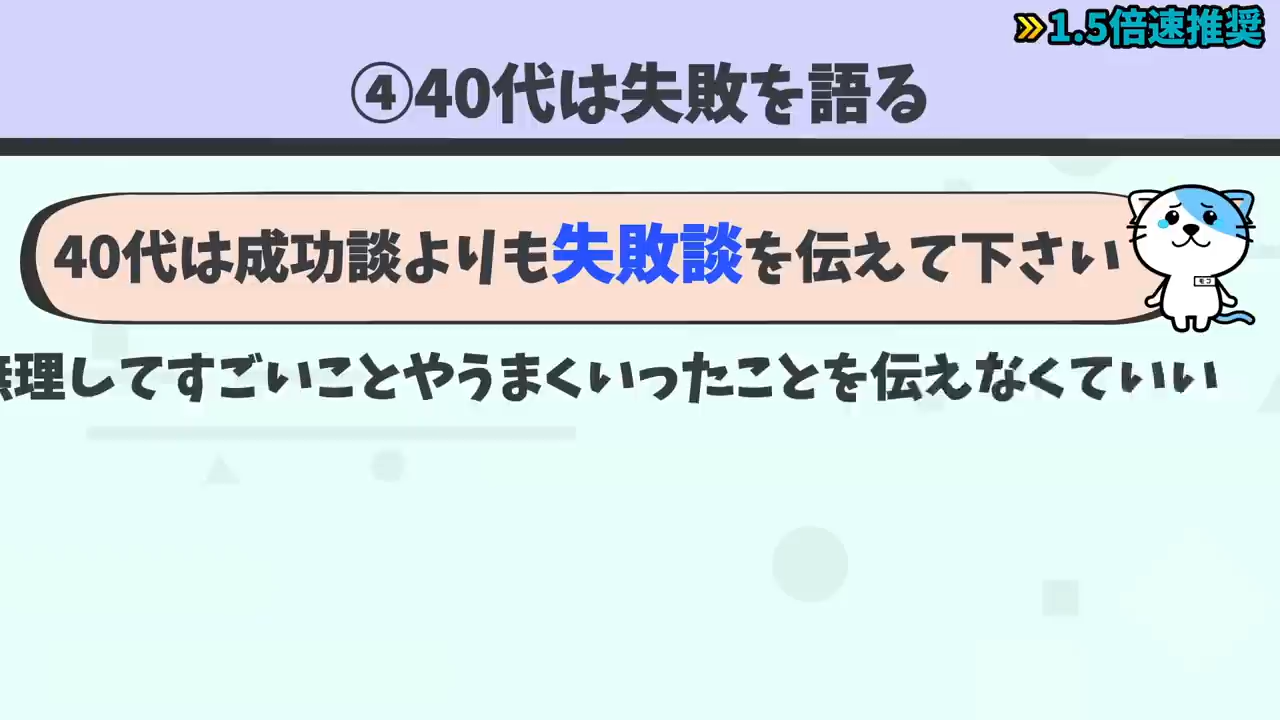 1.5倍速推奨
④40代は失敗を語る
40代は成功談よりも失敗談を伝えて下さい
モコ
無理してすごいことやうまくいったことを伝えなくていい